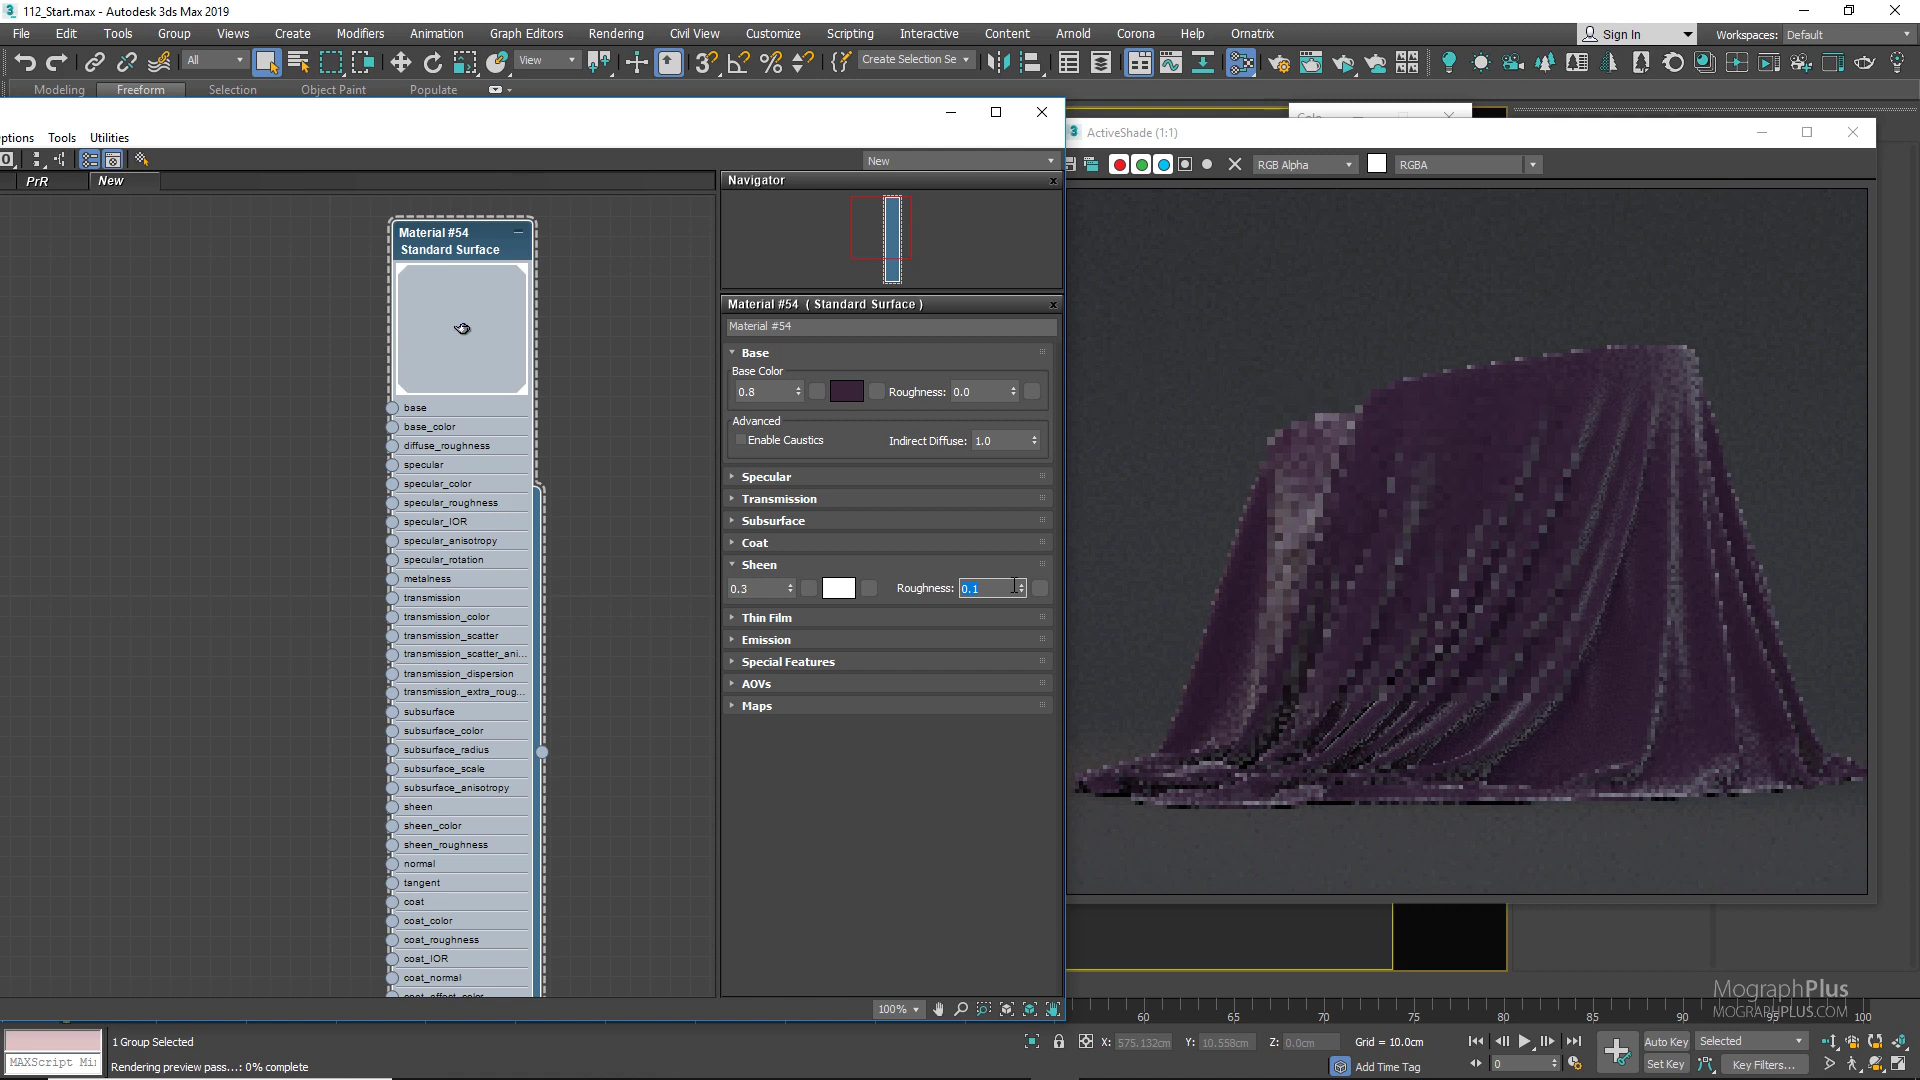 112_Start.max - Autodesk 3ds Max 2019
File Edit Tools Group Views Create Modifiers Animation Graph Editors Rendering Civil View Customize Scripting Interactive Content Arnold Corona Help Ornatrix
Sign In
Workspaces: Default
All
View
Create Selection Se
Modeling Freeform Selection Object Paint Populate
ptions Tools Utilities
New
PrR New
Navigator
Material #54
Standard Surface
base
base_color
diffuse_roughness
specular
specular_color
specular_roughness
specular_IOR
specular_anisotropy
specular_rotation
metalness
transmission
transmission_color
transmission_scatter
transmission_scatter_ani...
transmission_dispersion
transmission_extra_roug...
subsurface
subsurface_color
subsurface_radius
subsurface_scale
subsurface_anisotropy
sheen
sheen_color
sheen_roughness
normal
tangent
coat
coat_color
coat_roughness
coat_IOR
coat_normal
Material #54 ( Standard Surface )
Material #54
Base
Base Color
0.8 Roughness: 0.0
Advanced
Enable Caustics Indirect Diffuse: 1.0
Specular
Transmission
Subsurface
Coat
Sheen
0.3 Roughness: 0.1
Thin Film
Emission
Special Features
AOVs
Maps
100%
ActiveShade (1:1)
RGB Alpha RGBA
MographPlus
MOGRAPHPLUS.COM
60 65 70 75 80 85 90 95 100
MAXScript Mi
1 Group Selected
Rendering preview pass...: 0% complete
X: 575.132cm Y: 10.558cm Z: 0.0cm Grid = 10.0cm
Add Time Tag
0
Auto Key Selected
Set Key Key Filters...